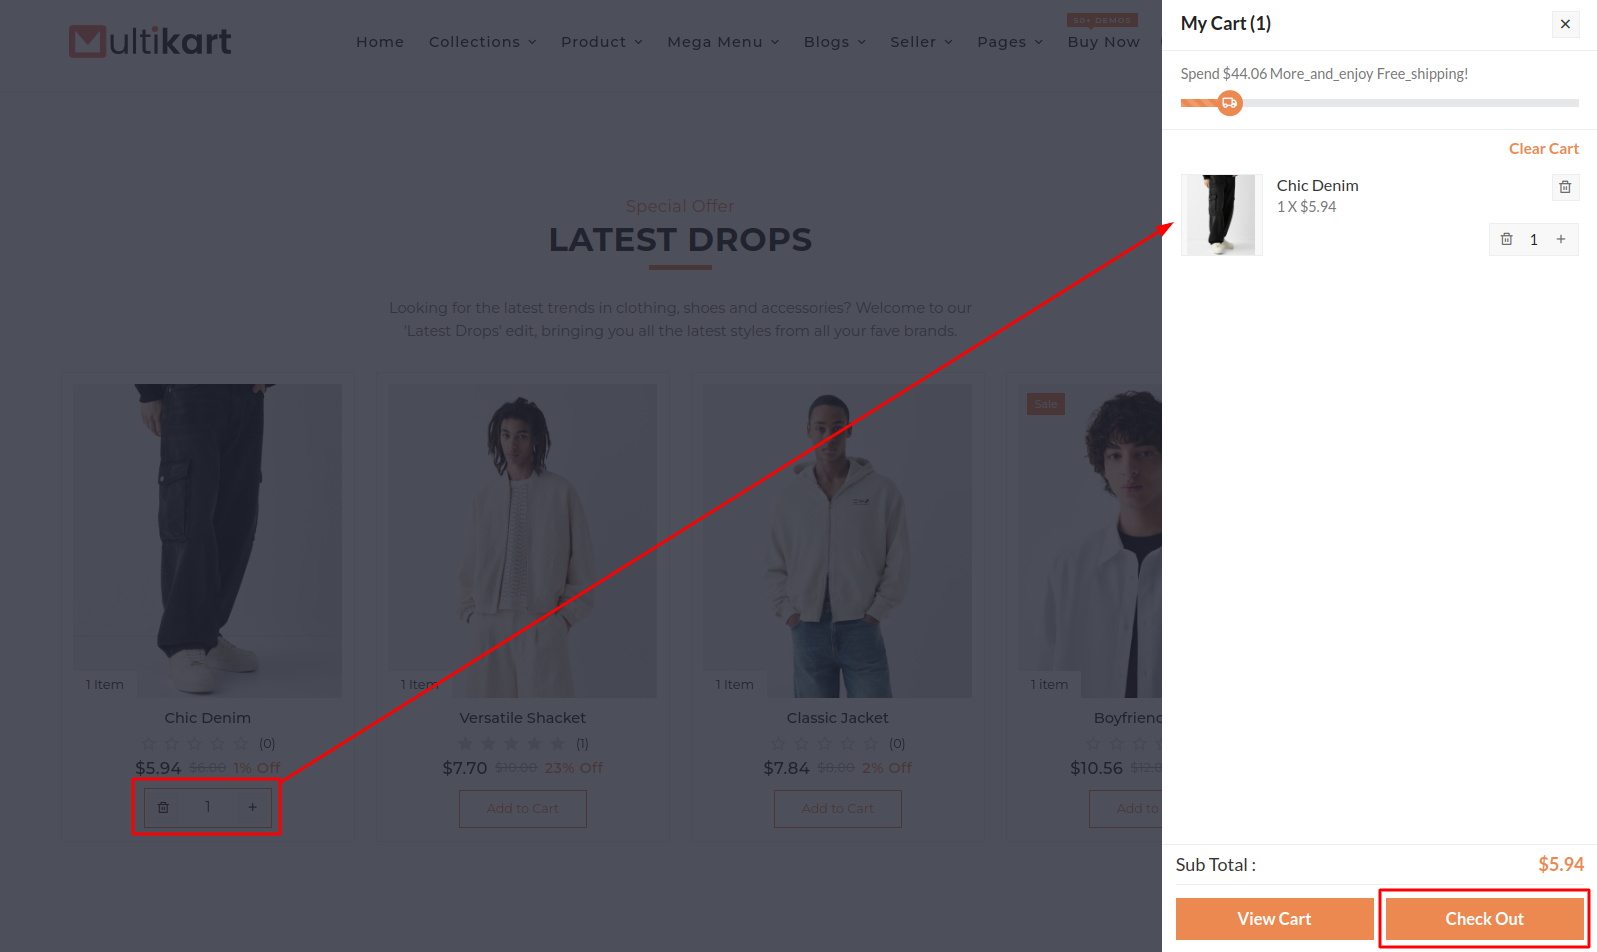 Multikart
Home Collections Product Mega Menu Blogs Seller Pages Buy Now
50+ DEMOS
Special Offer
LATEST DROPS
Looking for the latest trends in clothing, shoes and accessories? Welcome to our
'Latest Drops' edit, bringing you all the latest styles from all your fave brands.
1 Item
Chic Denim
(0)
$5.94 $6.00 1% Off
1 +
1 Item
Versatile Shacket
(1)
$7.70 $10.00 23% Off
Add to Cart
1 Item
Classic Jacket
(0)
$7.84 $8.00 2% Off
Add to Cart
Sale
1 item
Boyfriend
$10.56 $12.0
Add to
My Cart (1)
Spend $44.06 More_and_enjoy Free_shipping!
Clear Cart
Chic Denim
1 X $5.94
1 +
Sub Total : $5.94
View Cart Check Out